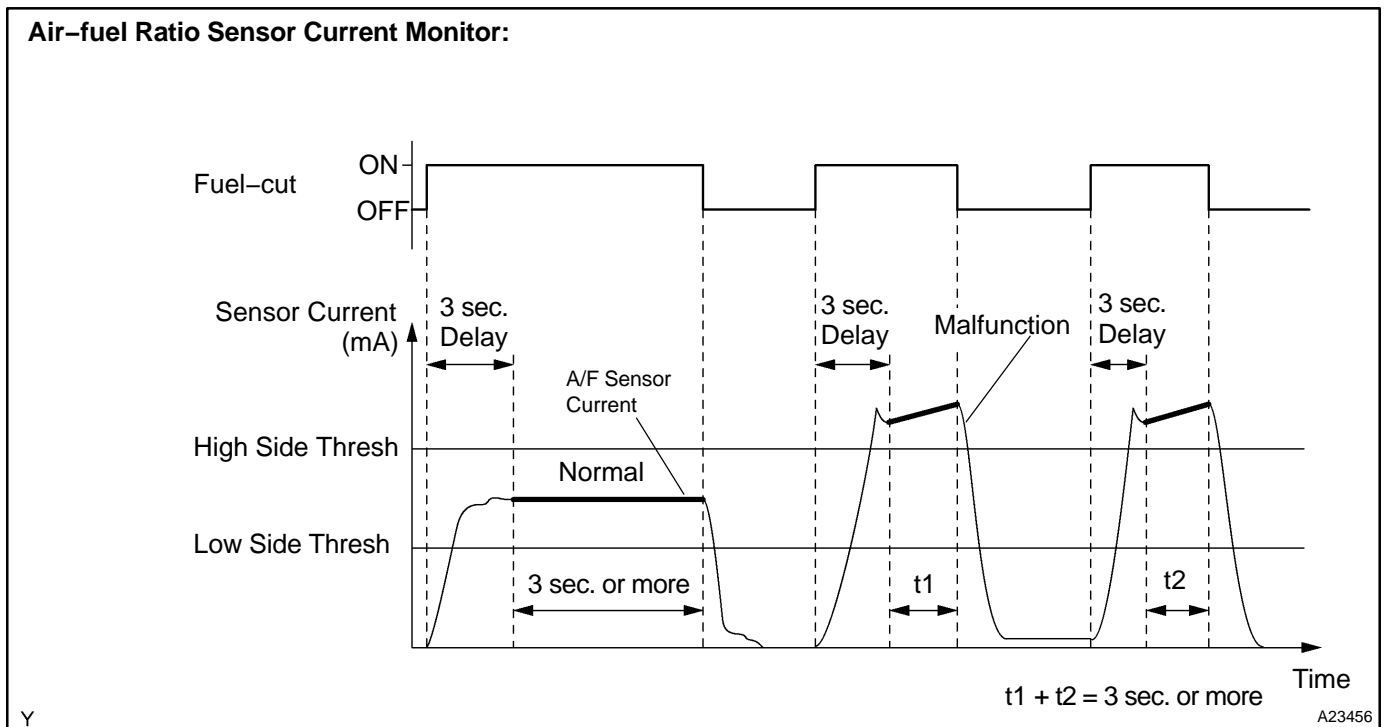 Air–fuel Ratio Sensor Current Monitor:
Fuel–cut
ON
OFF
Sensor Current
(mA)
3 sec.
Delay
3 sec.
Delay
Malfunction
3 sec.
Delay
A/F Sensor
Current
High Side Thresh
Normal
Low Side Thresh
3 sec. or more
t1
t2
Time
t1 + t2 = 3 sec. or more
Y
A23456